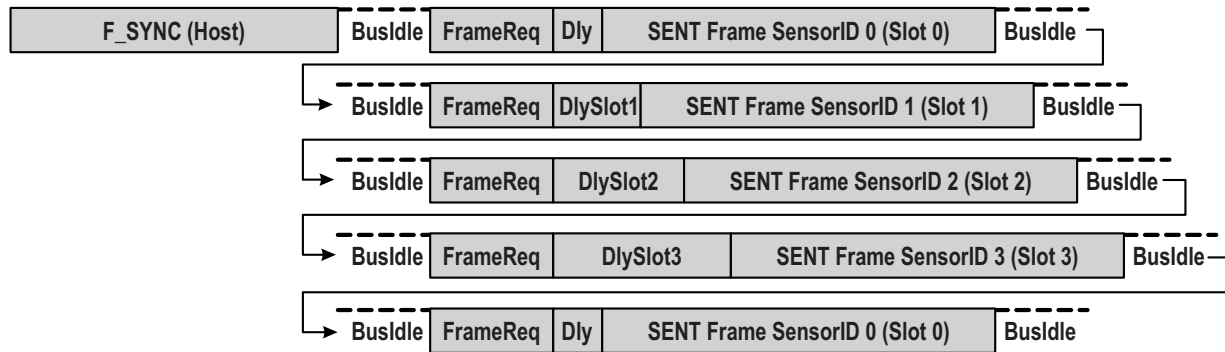 F_SYNC (Host) BusIdle FrameReq Dly SENT Frame SensorID 0 (Slot 0) BusIdle
BusIdle FrameReq DlySlot1 SENT Frame SensorID 1 (Slot 1) BusIdle
BusIdle FrameReq DlySlot2 SENT Frame SensorID 2 (Slot 2) BusIdle
BusIdle FrameReq DlySlot3 SENT Frame SensorID 3 (Slot 3) BusIdle
BusIdle FrameReq Dly SENT Frame SensorID 0 (Slot 0) BusIdle